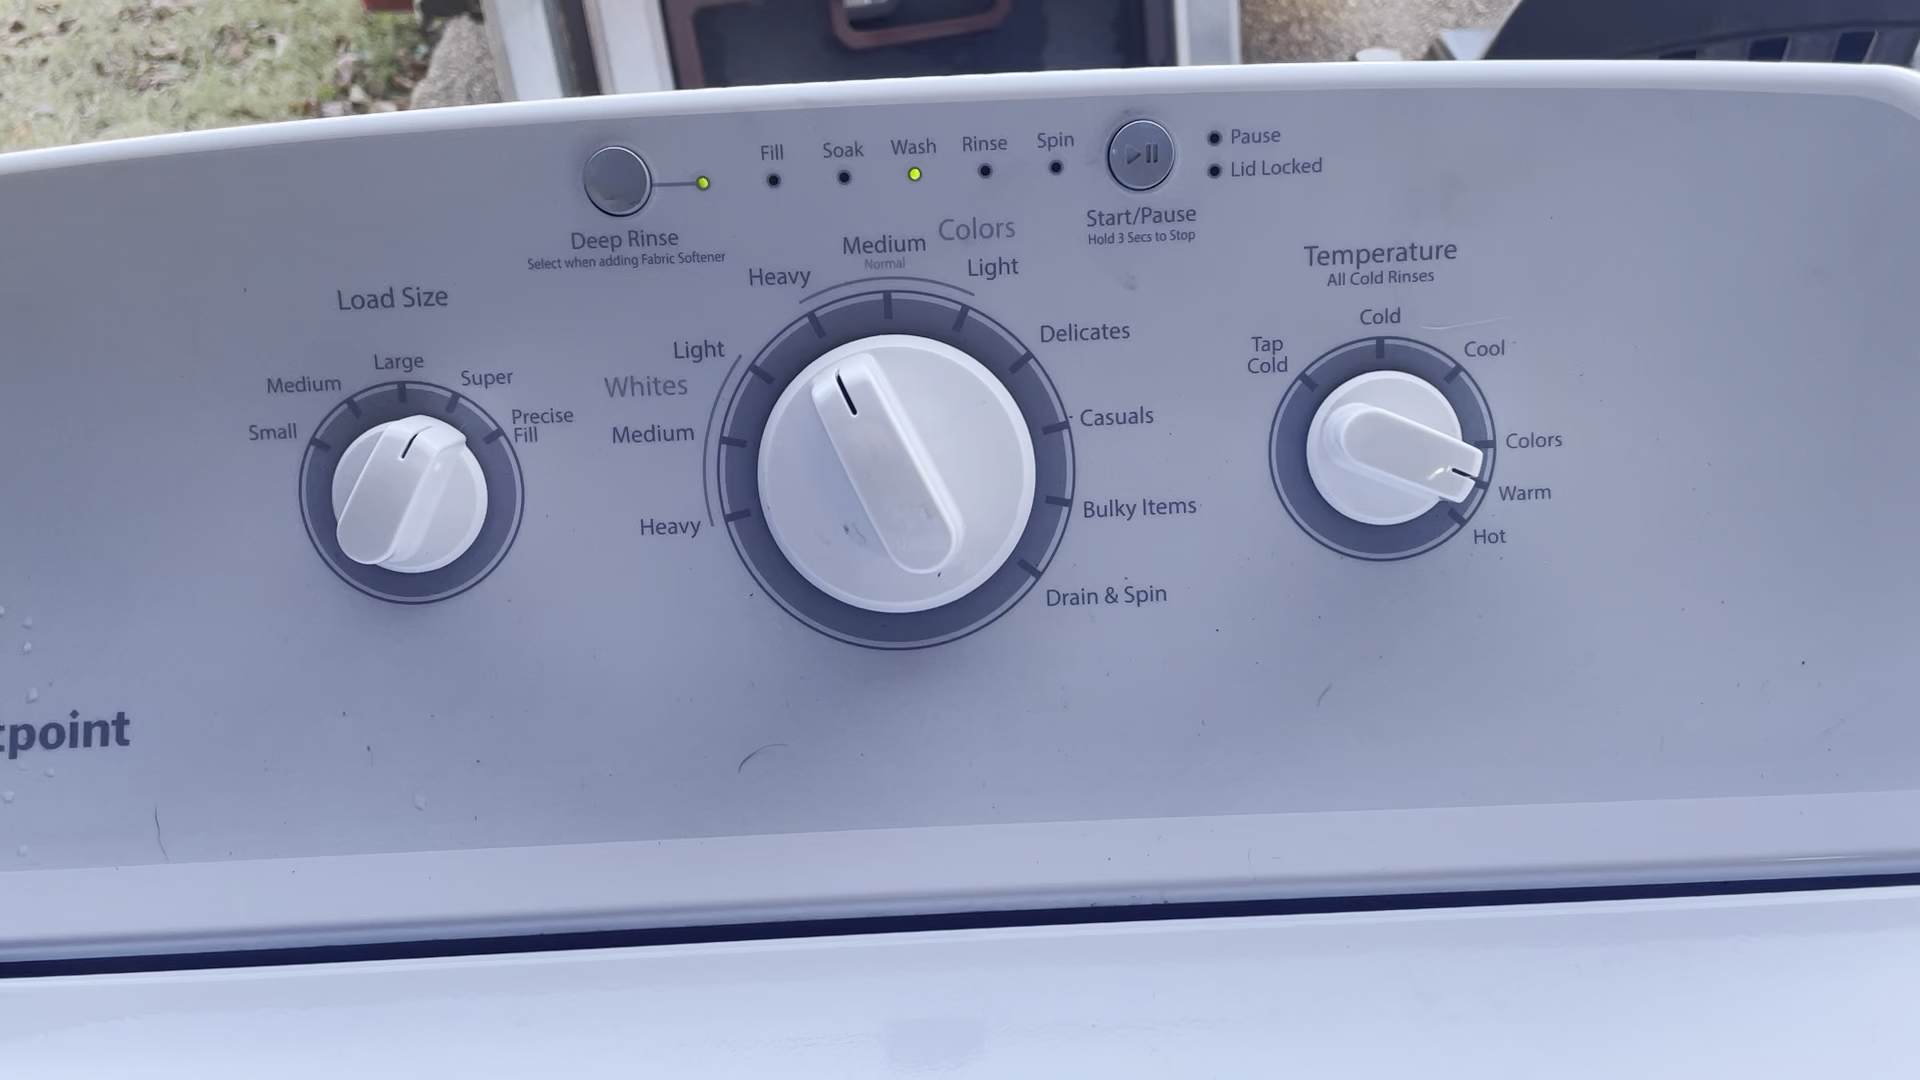 Fill
Soak
Wash
Rinse
Spin
Pause
Lid Locked
Deep Rinse
Select when adding Fabric Softener
Start/Pause
Hold 3 Secs to Stop
Load Size
Small
Medium
Large
Super
Precise
Fill
Whites
Heavy
Medium
Light
Colors
Heavy
Medium
Normal
Light
Delicates
Casuals
Bulky Items
Drain & Spin
Temperature
All Cold Rinses
Tap
Cold
Cold
Cool
Colors
Warm
Hot
tpoint